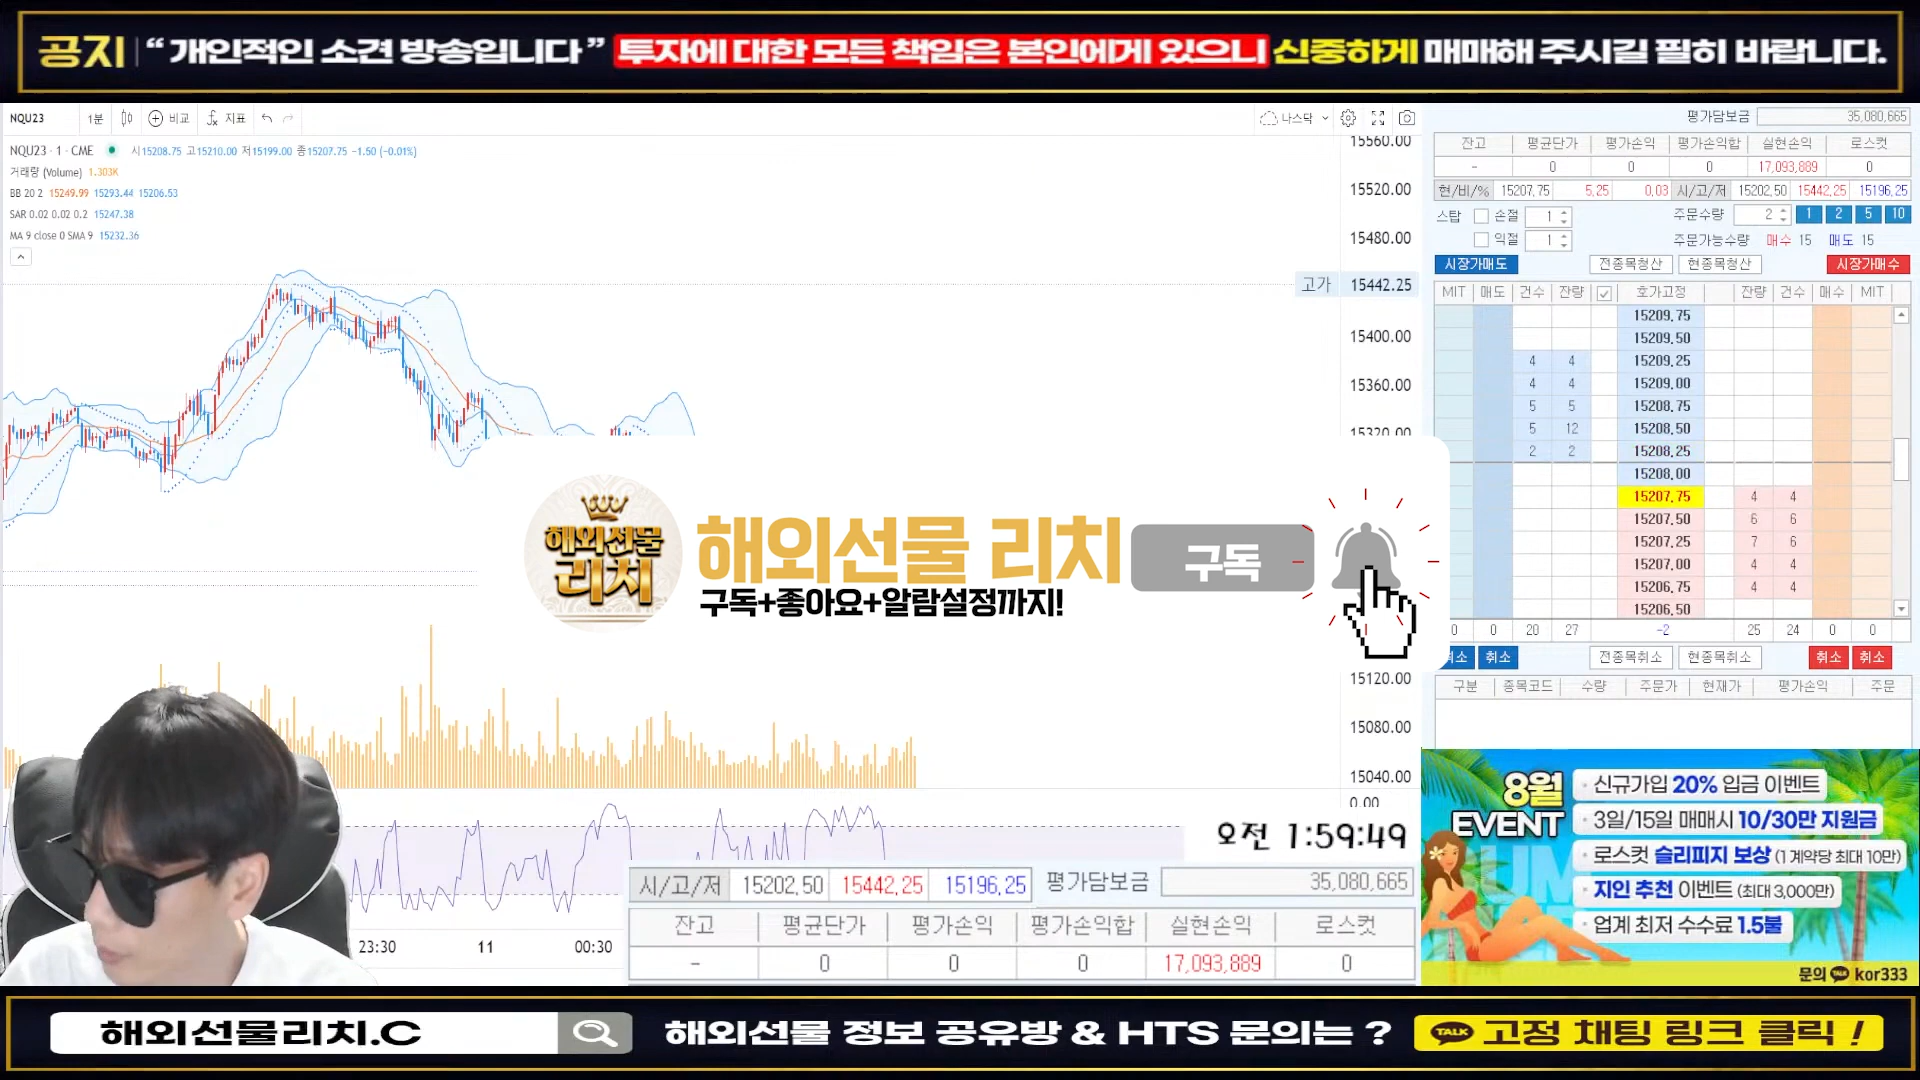 공지 “ 개인적인 소견 방송입니다 ” 투자에 대한 모든 책임은 본인에게 있으니 신중하게 매매해 주시길 필히 바랍니다.
NQU23 1분 비교 지표 나스닥
NQU23 · 1 · CME 시15208.75 고15210.00 저15199.00 종15207.75 −1.50 (−0.01%)
거래량 (Volume) 1.303K
BB 20 2 15249.99 15293.44 15206.53
SAR 0.02 0.02 0.2 15247.38
MA 9 close 0 SMA 9 15232.36
15560.00
15520.00
15480.00
고가 15442.25
15400.00
15360.00
15320.00
15120.00
15080.00
15040.00
0.00
해외선물 리치
해외선물 리치 구독
구독+좋아요+알람설정까지!
오전 1:59:49
23:30 11 00:30
시/고/저 15202,50 15442,25 15196,25 평가담보금 35,080,665
잔고 평균단가 평가손익 평가손익합 실현손익 로스컷
- 0 0 0 17,093,889 0
평가담보금 35,080,665
잔고 평균단가 평가손익 평가손익합 실현손익 로스컷
- 0 0 0 17,093,889 0
현/비/% 15207,75 5,25 0,03 시/고/저 15202,50 15442,25 15196,25
스탑 손절 1 주문수량 2 1 2 5 10
익절 1 주문가능수량 매수 15 매도 15
시장가매도 전종목청산 현종목청산 시장가매수
MIT 매도 건수 잔량 호가고정 잔량 건수 매수 MIT
15209,75
15209,50
4 4 15209,25
4 4 15209,00
5 5 15208,75
5 12 15208,50
2 2 15208,25
15208,00
15207,75 4 4
15207,50 6 6
15207,25 7 6
15207,00 4 4
15206,75 4 4
15206,50
0 0 20 27 -2 25 24 0 0
취소 전종목취소 현종목취소 취소 취소
구분 종목코드 수량 주문가 현재가 평가손익 주문
8월 EVENT
· 신규가입 20% 입금 이벤트
· 3일/15일 매매시 10/30만 지원금
· 로스컷 슬리피지 보상 (1 계약당 최대 10만)
· 지인 추천 이벤트 (최대 3,000만)
· 업계 최저 수수료 1.5불
문의 TALK kor333
해외선물리치.C 해외선물 정보 공유방 & HTS 문의는 ? TALK 고정 채팅 링크 클릭 !